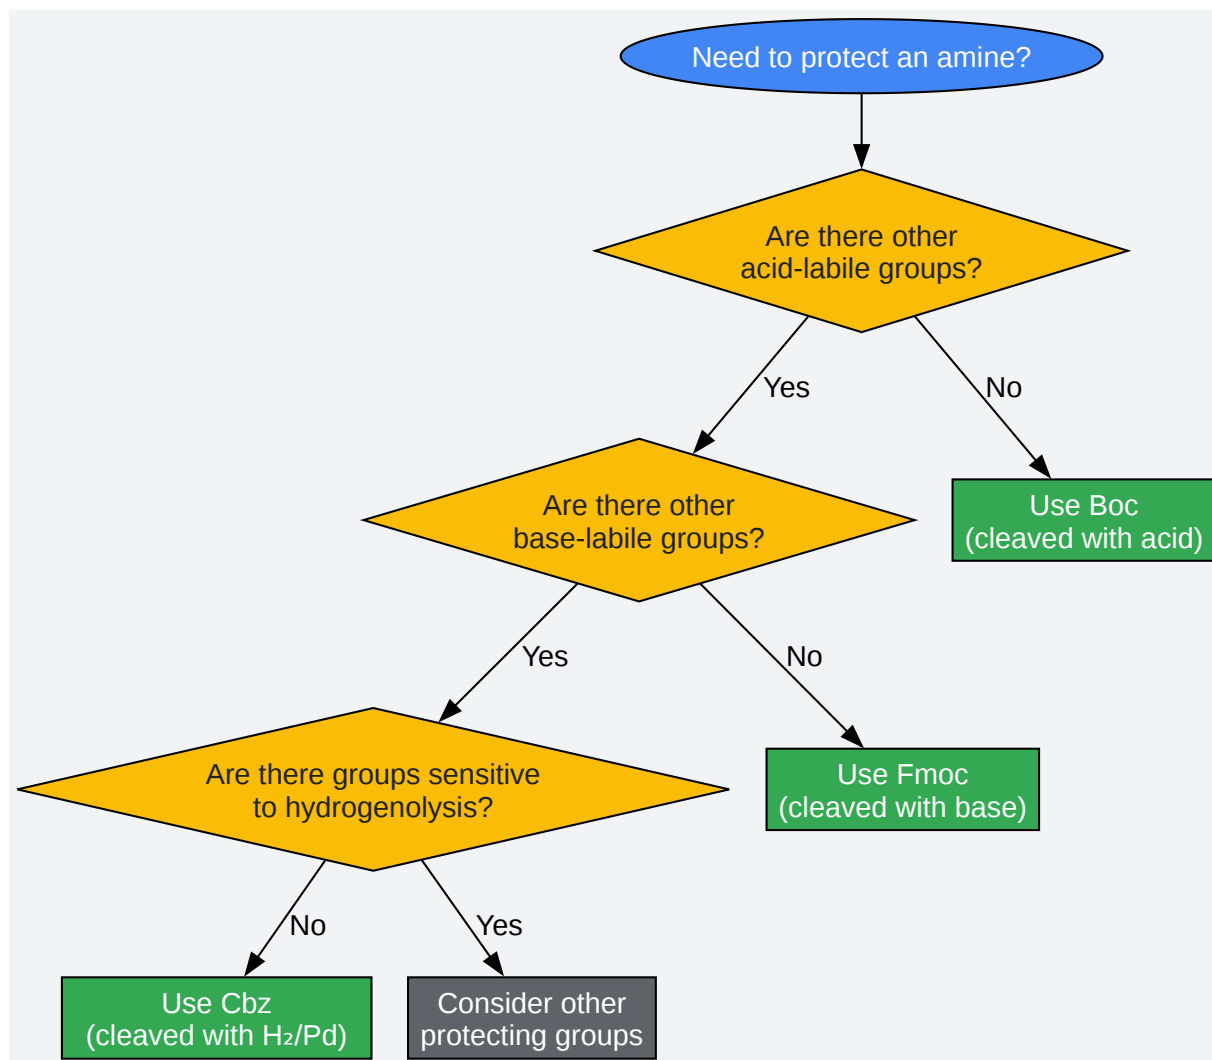 Need to protect an amine?
Are there other
acid-labile groups?
Yes
No
Are there other
base-labile groups?
Use Boc
(cleaved with acid)
Yes
No
Are there groups sensitive
to hydrogenolysis?
Use Fmoc
(cleaved with base)
No
Yes
Use Cbz
(cleaved with H₂/Pd)
Consider other
protecting groups